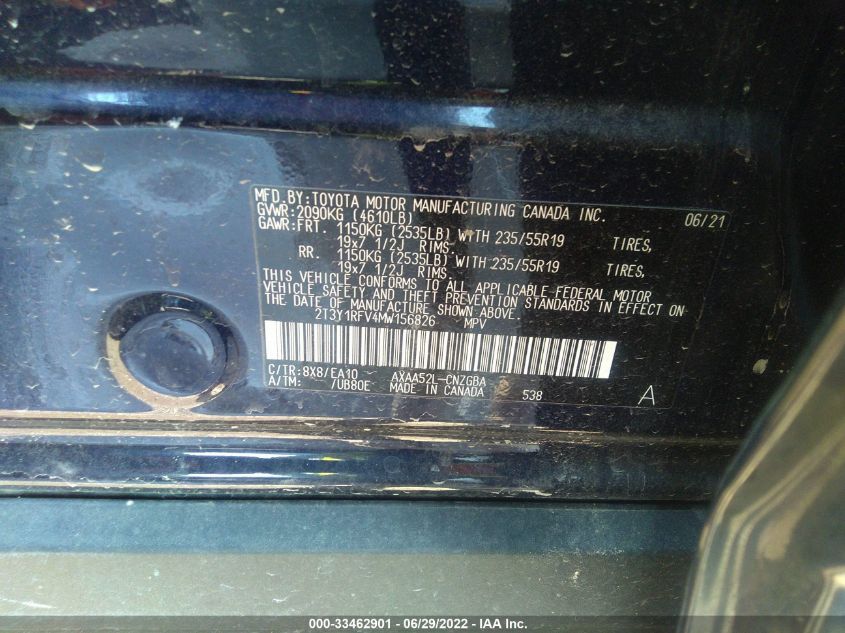 MFD. BY:TOYOTA MOTOR MANUFACTURING CANADA INC. 06/21
GVWR:2090KG (4610LB)
GAWR:FRT. 1150KG (2535LB) WITH 235/55R19 TIRES,
19x7 1/2J RIMS.
RR. 1150KG (2535LB) WITH 235/55R19 TIRES,
19x7 1/2J RIMS.
THIS VEHICLE CONFORMS TO ALL APPLICABLE FEDERAL MOTOR
VEHICLE SAFETY AND THEFT PREVENTION STANDARDS IN EFFECT ON
THE DATE OF MANUFACTURE SHOWN ABOVE.
2T3Y1RFV4MW156826 MPV
C/TR:8X8/EA10 AXAA52L-CNZGBA
A/TM: /UB80E MADE IN CANADA 538 A
000-33462901 - 06/29/2022 - IAA Inc.